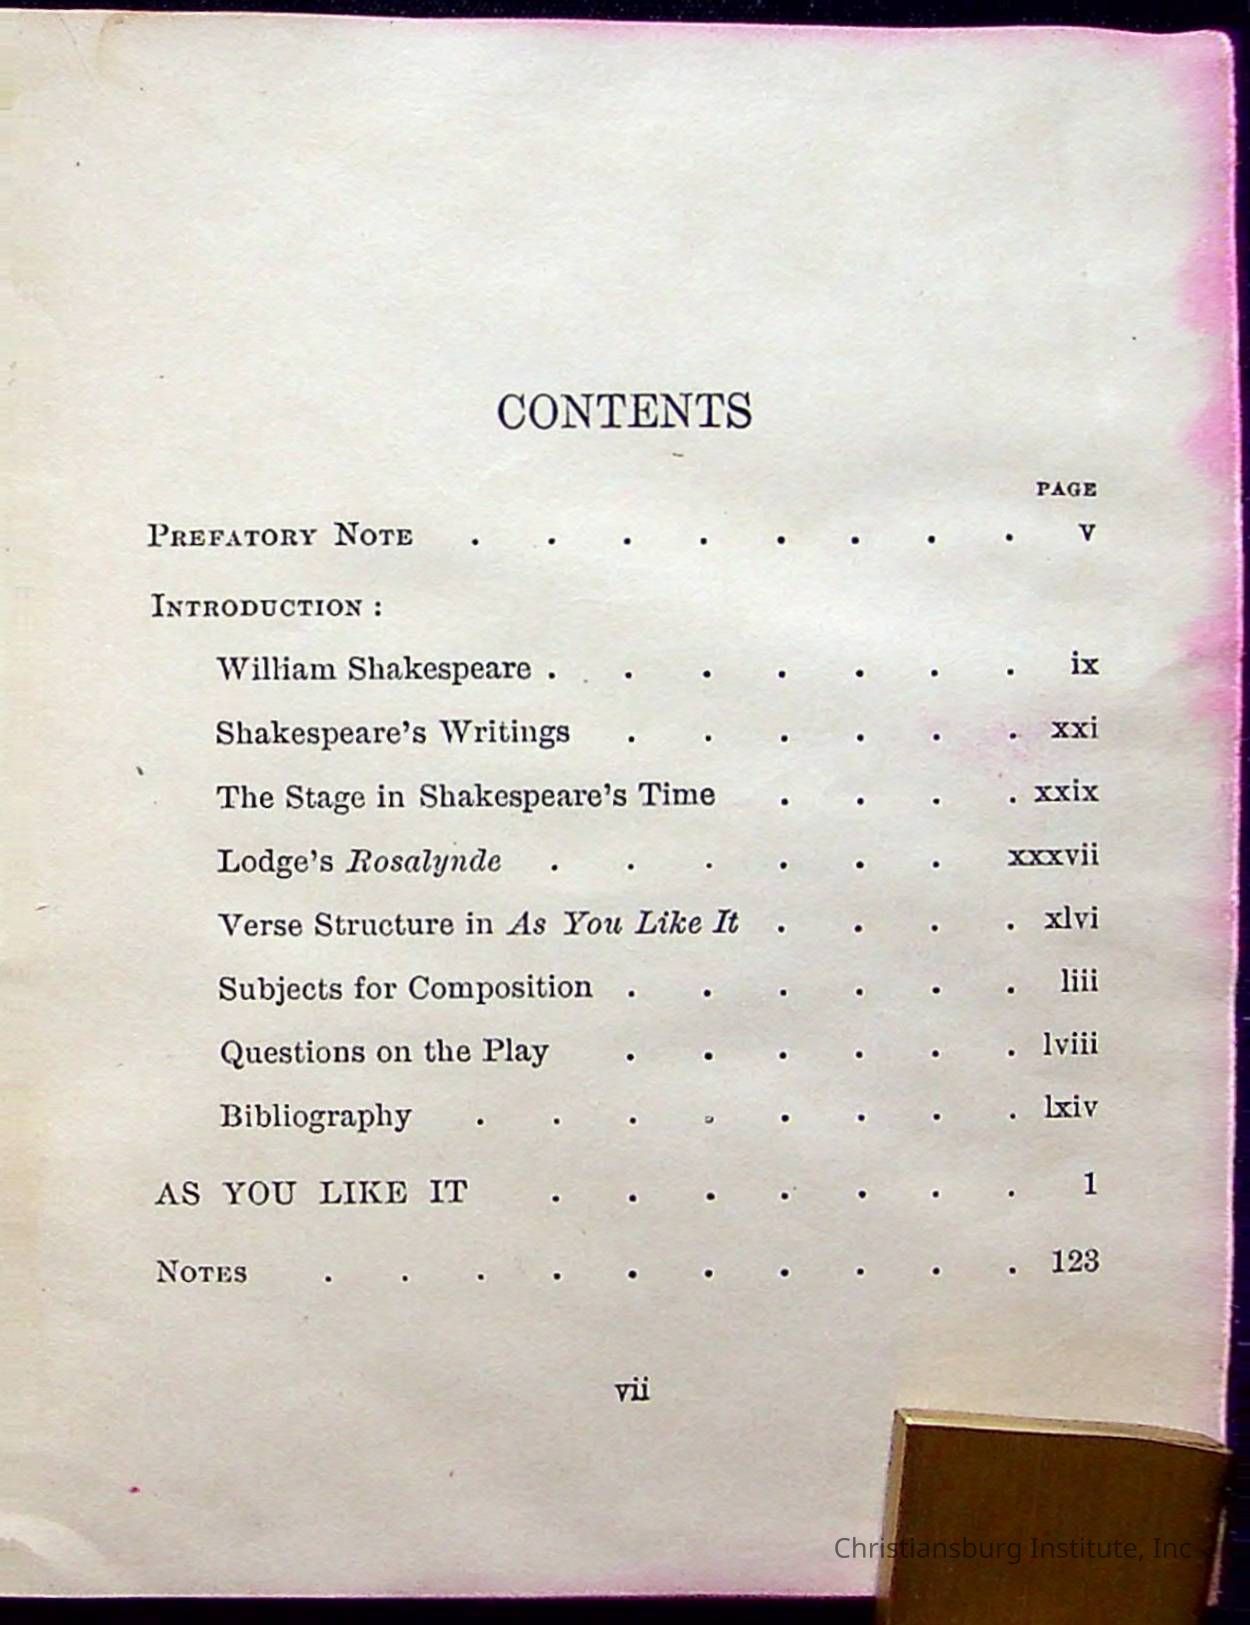 CONTENTS
PAGE
PREFATORY NOTE . . . . . . . . v
INTRODUCTION :
William Shakespeare . . . . . . . ix
Shakespeare's Writings . . . . . . xxi
The Stage in Shakespeare's Time . . . . xxix
Lodge's Rosalynde . . . . . . xxxvii
Verse Structure in As You Like It . . . . xlvi
Subjects for Composition . . . . . . liii
Questions on the Play . . . . . . lviii
Bibliography . . . . . . . . lxiv
AS YOU LIKE IT . . . . . . . 1
NOTES . . . . . . . . . . 123
vii
Christiansburg Institute, Inc